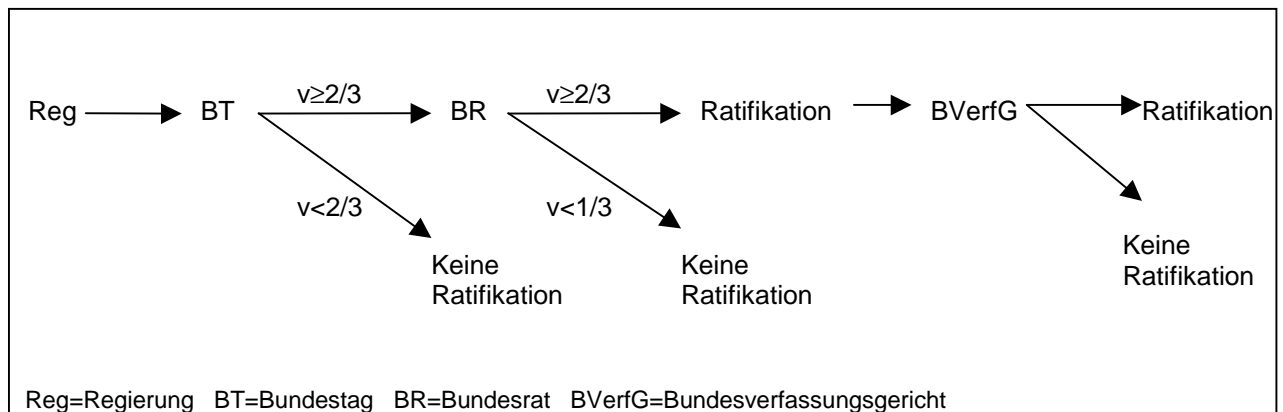 v≥2/3 v≥2/3
Reg BT BR Ratifikation BVerfG Ratifikation
v<2/3 v<1/3
Keine
Ratifikation
Keine
Ratifikation
Keine
Ratifikation
Reg=Regierung BT=Bundestag BR=Bundesrat BVerfG=Bundesverfassungsgericht